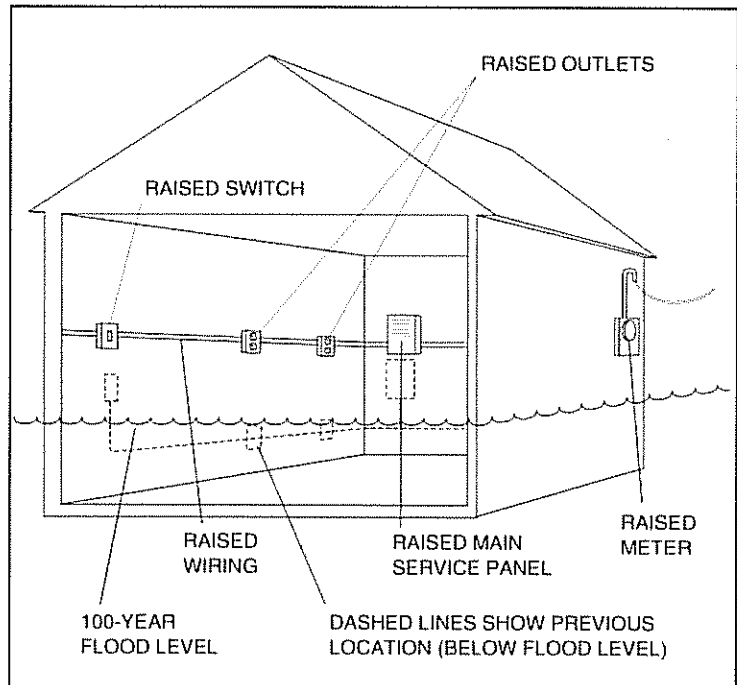 RAISED OUTLETS
RAISED SWITCH
RAISED
WIRING
RAISED MAIN
SERVICE PANEL
RAISED
METER
100-YEAR
FLOOD LEVEL
DASHED LINES SHOW PREVIOUS
LOCATION (BELOW FLOOD LEVEL)